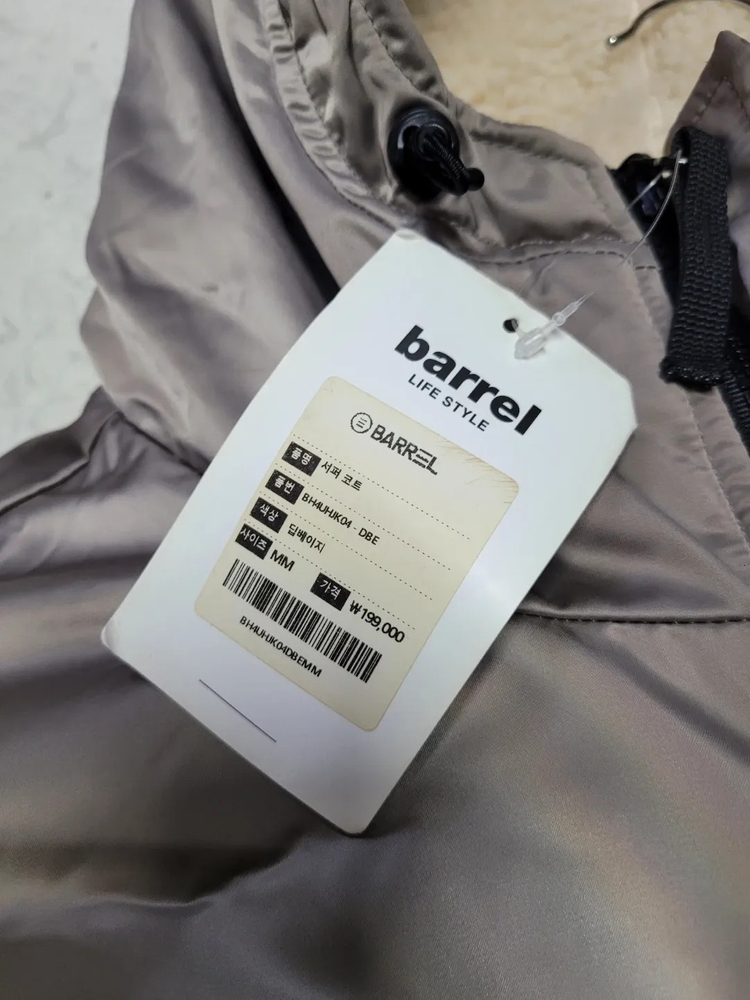 barrel
LIFE STYLE
BARREL
품명 서퍼 코트
품번 BH4UHJK04 - DBE
색상 딥베이지
사이즈 MM
가격 ₩199,000
BH4UHJK04DBEMM